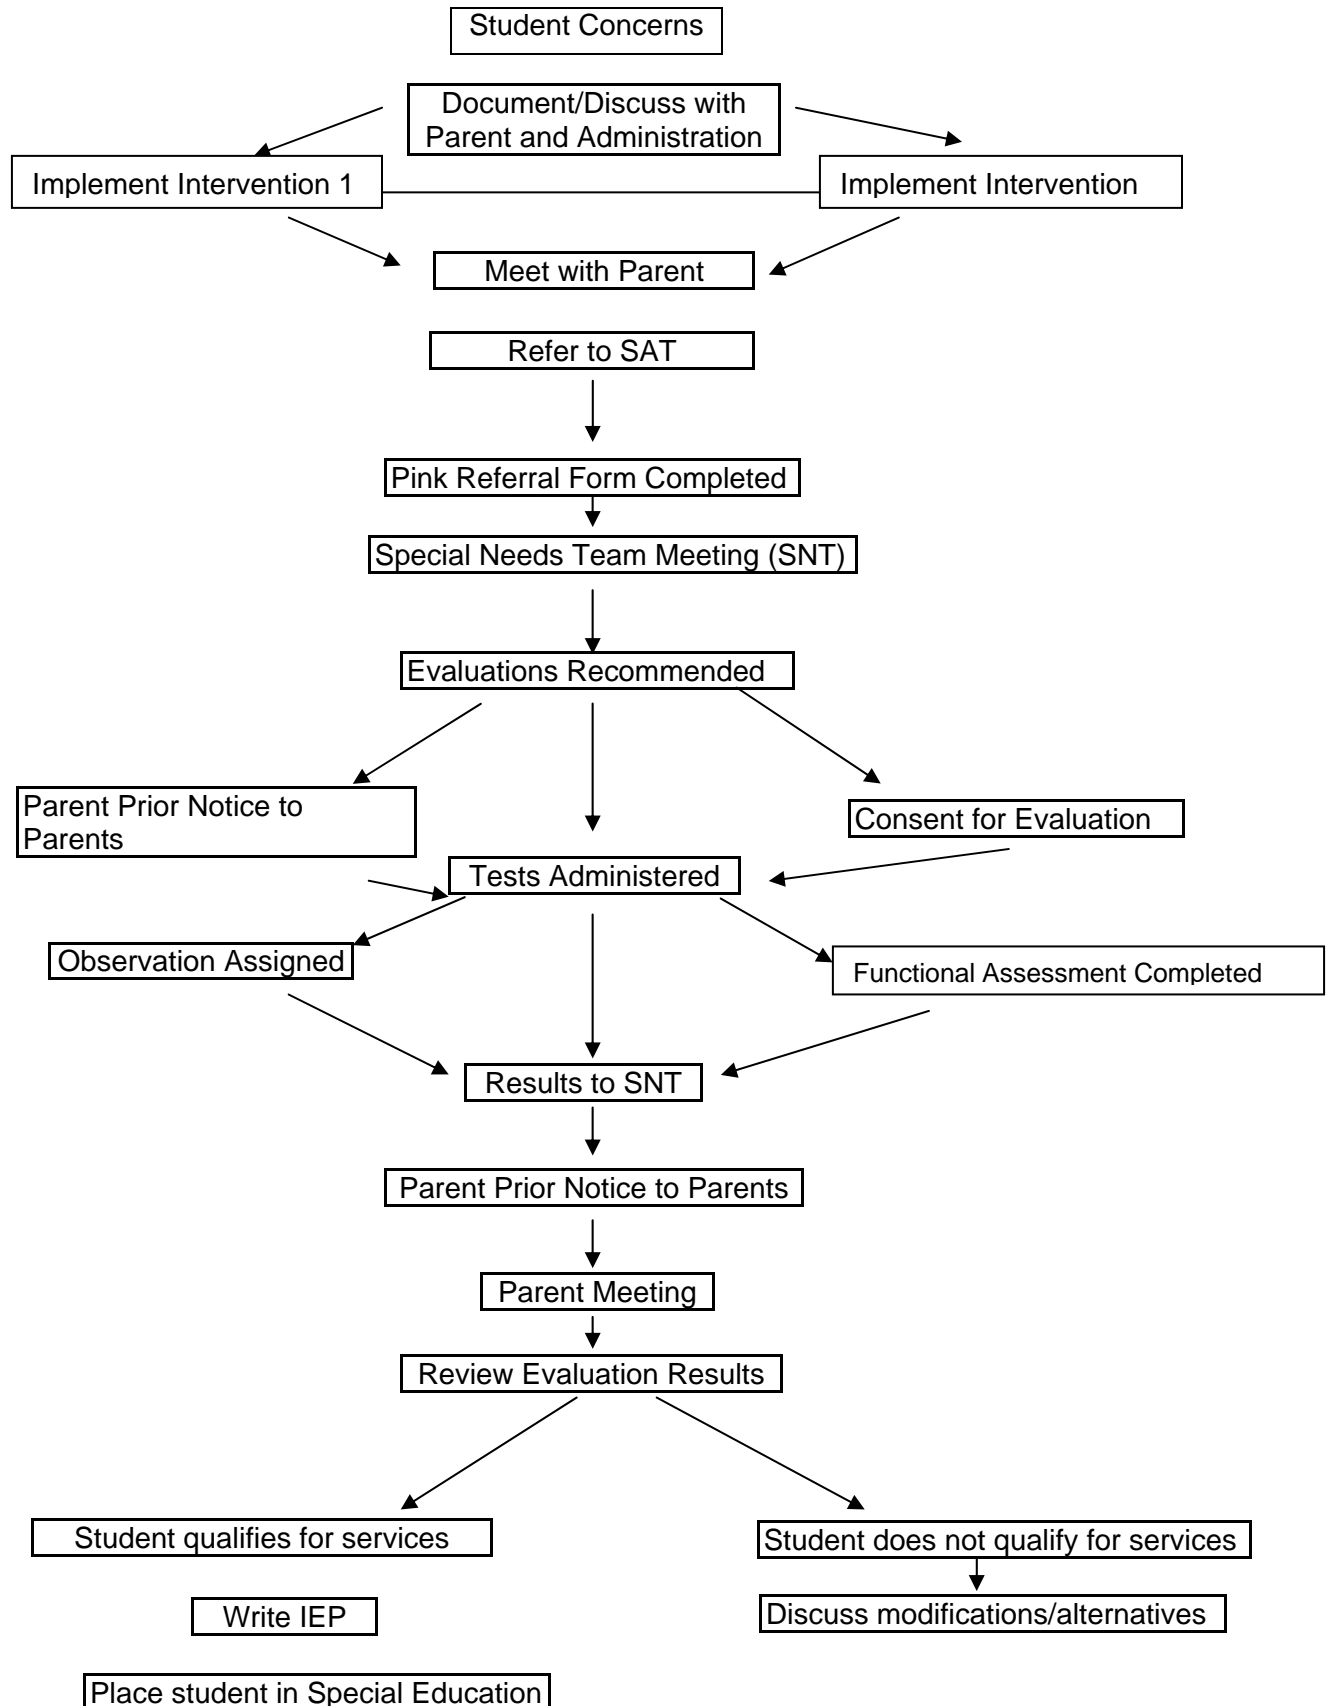 Student Concerns
Document/Discuss with
Parent and Administration
Implement Intervention 1
Implement Intervention
Meet with Parent
Refer to SAT
Pink Referral Form Completed
Special Needs Team Meeting (SNT)
Evaluations Recommended
Parent Prior Notice to
Parents
Consent for Evaluation
Tests Administered
Observation Assigned
Functional Assessment Completed
Results to SNT
Parent Prior Notice to Parents
Parent Meeting
Review Evaluation Results
Student qualifies for services
Student does not qualify for services
Write IEP
Discuss modifications/alternatives
Place student in Special Education